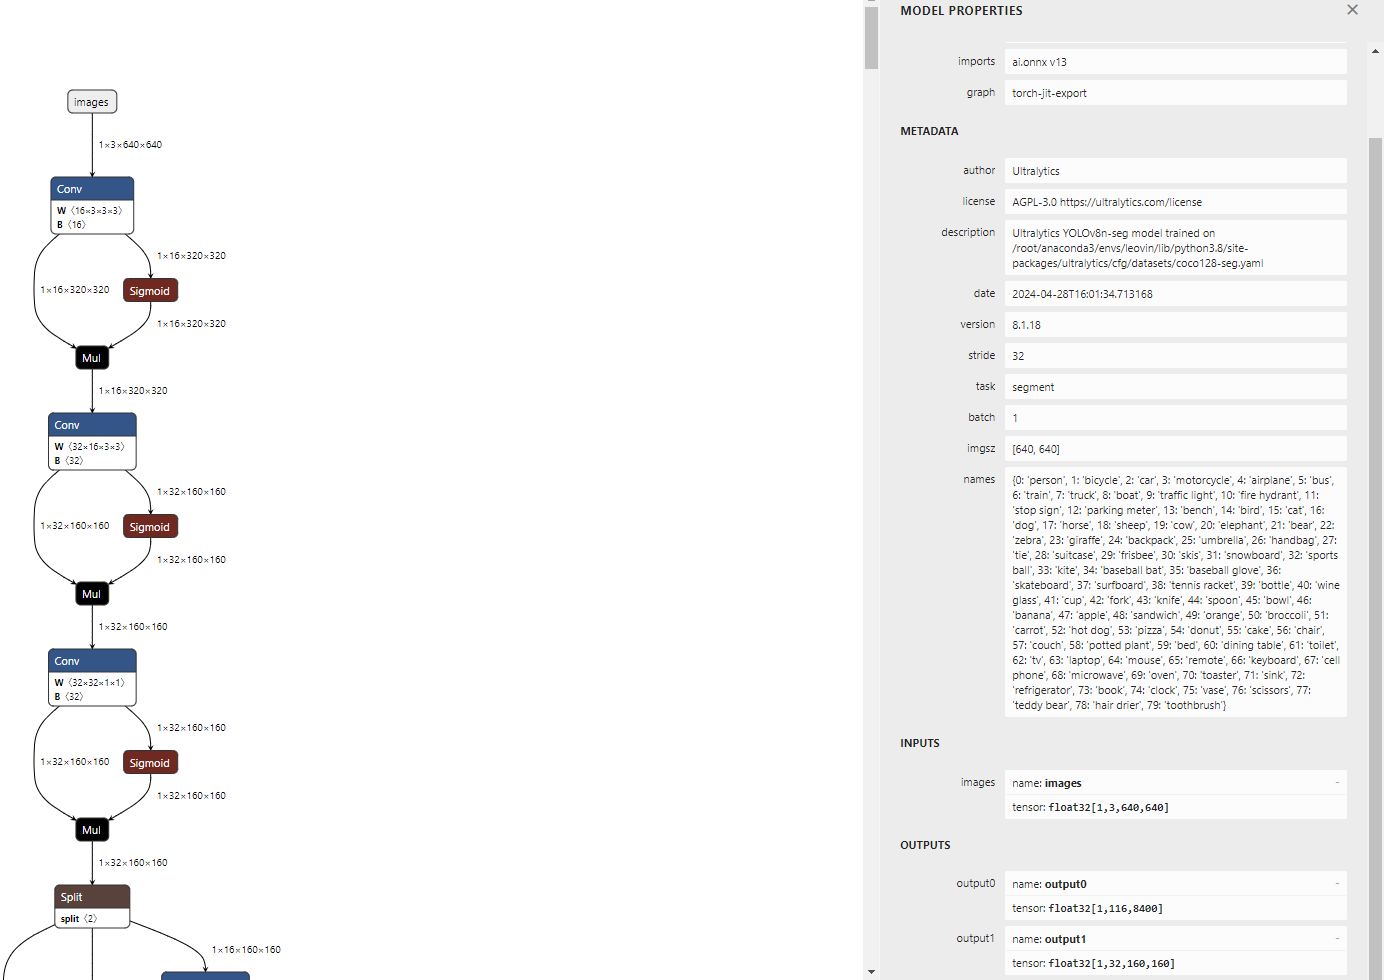 images
1×3×640×640
Conv
W ⟨16×3×3×3⟩
B ⟨16⟩
1×16×320×320
1×16×320×320
Sigmoid
1×16×320×320
Mul
1×16×320×320
Conv
W ⟨32×16×3×3⟩
B ⟨32⟩
1×32×160×160
1×32×160×160
Sigmoid
1×32×160×160
Mul
1×32×160×160
Conv
W ⟨32×32×1×1⟩
B ⟨32⟩
1×32×160×160
1×32×160×160
Sigmoid
1×32×160×160
Mul
1×32×160×160
Split
split ⟨2⟩
1×16×160×160
MODEL PROPERTIES
imports ai.onnx v13
graph torch-jit-export
METADATA
author Ultralytics
license AGPL-3.0 https://ultralytics.com/license
description Ultralytics YOLOv8n-seg model trained on
/root/anaconda3/envs/leovin/lib/python3.8/site-
packages/ultralytics/cfg/datasets/coco128-seg.yaml
date 2024-04-28T16:01:34.713168
version 8.1.18
stride 32
task segment
batch 1
imgsz [640, 640]
names {0: 'person', 1: 'bicycle', 2: 'car', 3: 'motorcycle', 4: 'airplane', 5: 'bus',
6: 'train', 7: 'truck', 8: 'boat', 9: 'traffic light', 10: 'fire hydrant', 11:
'stop sign', 12: 'parking meter', 13: 'bench', 14: 'bird', 15: 'cat', 16:
'dog', 17: 'horse', 18: 'sheep', 19: 'cow', 20: 'elephant', 21: 'bear', 22:
'zebra', 23: 'giraffe', 24: 'backpack', 25: 'umbrella', 26: 'handbag', 27:
'tie', 28: 'suitcase', 29: 'frisbee', 30: 'skis', 31: 'snowboard', 32: 'sports
ball', 33: 'kite', 34: 'baseball bat', 35: 'baseball glove', 36:
'skateboard', 37: 'surfboard', 38: 'tennis racket', 39: 'bottle', 40: 'wine
glass', 41: 'cup', 42: 'fork', 43: 'knife', 44: 'spoon', 45: 'bowl', 46:
'banana', 47: 'apple', 48: 'sandwich', 49: 'orange', 50: 'broccoli', 51:
'carrot', 52: 'hot dog', 53: 'pizza', 54: 'donut', 55: 'cake', 56: 'chair',
57: 'couch', 58: 'potted plant', 59: 'bed', 60: 'dining table', 61: 'toilet',
62: 'tv', 63: 'laptop', 64: 'mouse', 65: 'remote', 66: 'keyboard', 67: 'cell
phone', 68: 'microwave', 69: 'oven', 70: 'toaster', 71: 'sink', 72:
'refrigerator', 73: 'book', 74: 'clock', 75: 'vase', 76: 'scissors', 77:
'teddy bear', 78: 'hair drier', 79: 'toothbrush'}
INPUTS
images name: images
tensor: float32[1,3,640,640]
OUTPUTS
output0 name: output0
tensor: float32[1,116,8400]
output1 name: output1
tensor: float32[1,32,160,160]